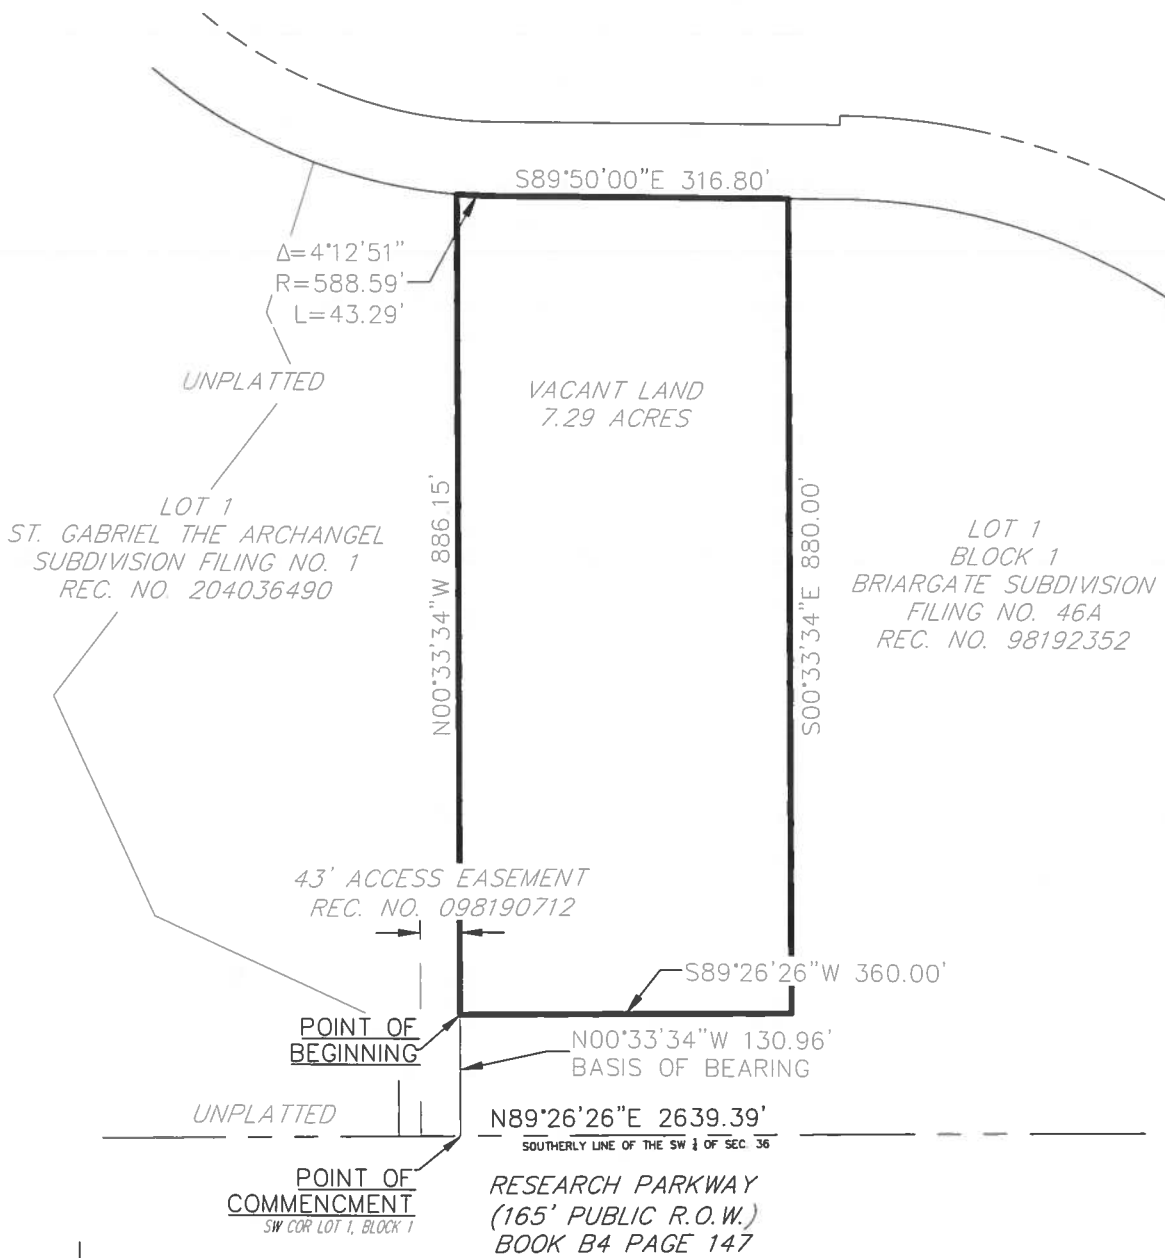 S89°50'00"E 316.80'
Δ=4°12'51"
R=588.59'
L=43.29'
UNPLATTED
VACANT LAND
7.29 ACRES
LOT 1
ST. GABRIEL THE ARCHANGEL
SUBDIVISION FILING NO. 1
REC. NO. 204036490
N00°33'34"W 886.15'
S00°33'34"E 880.00'
LOT 1
BLOCK 1
BRIARGATE SUBDIVISION
FILING NO. 46A
REC. NO. 98192352
43' ACCESS EASEMENT
REC. NO. 098190712
S89°26'26"W 360.00'
POINT OF
BEGINNING
N00°33'34"W 130.96'
BASIS OF BEARING
UNPLATTED
N89°26'26"E 2639.39'
SOUTHERLY LINE OF THE SW ¼ OF SEC. 36
POINT OF
COMMENCMENT
SW COR LOT 1, BLOCK 1
RESEARCH PARKWAY
(165' PUBLIC R.O.W.)
BOOK B4 PAGE 147